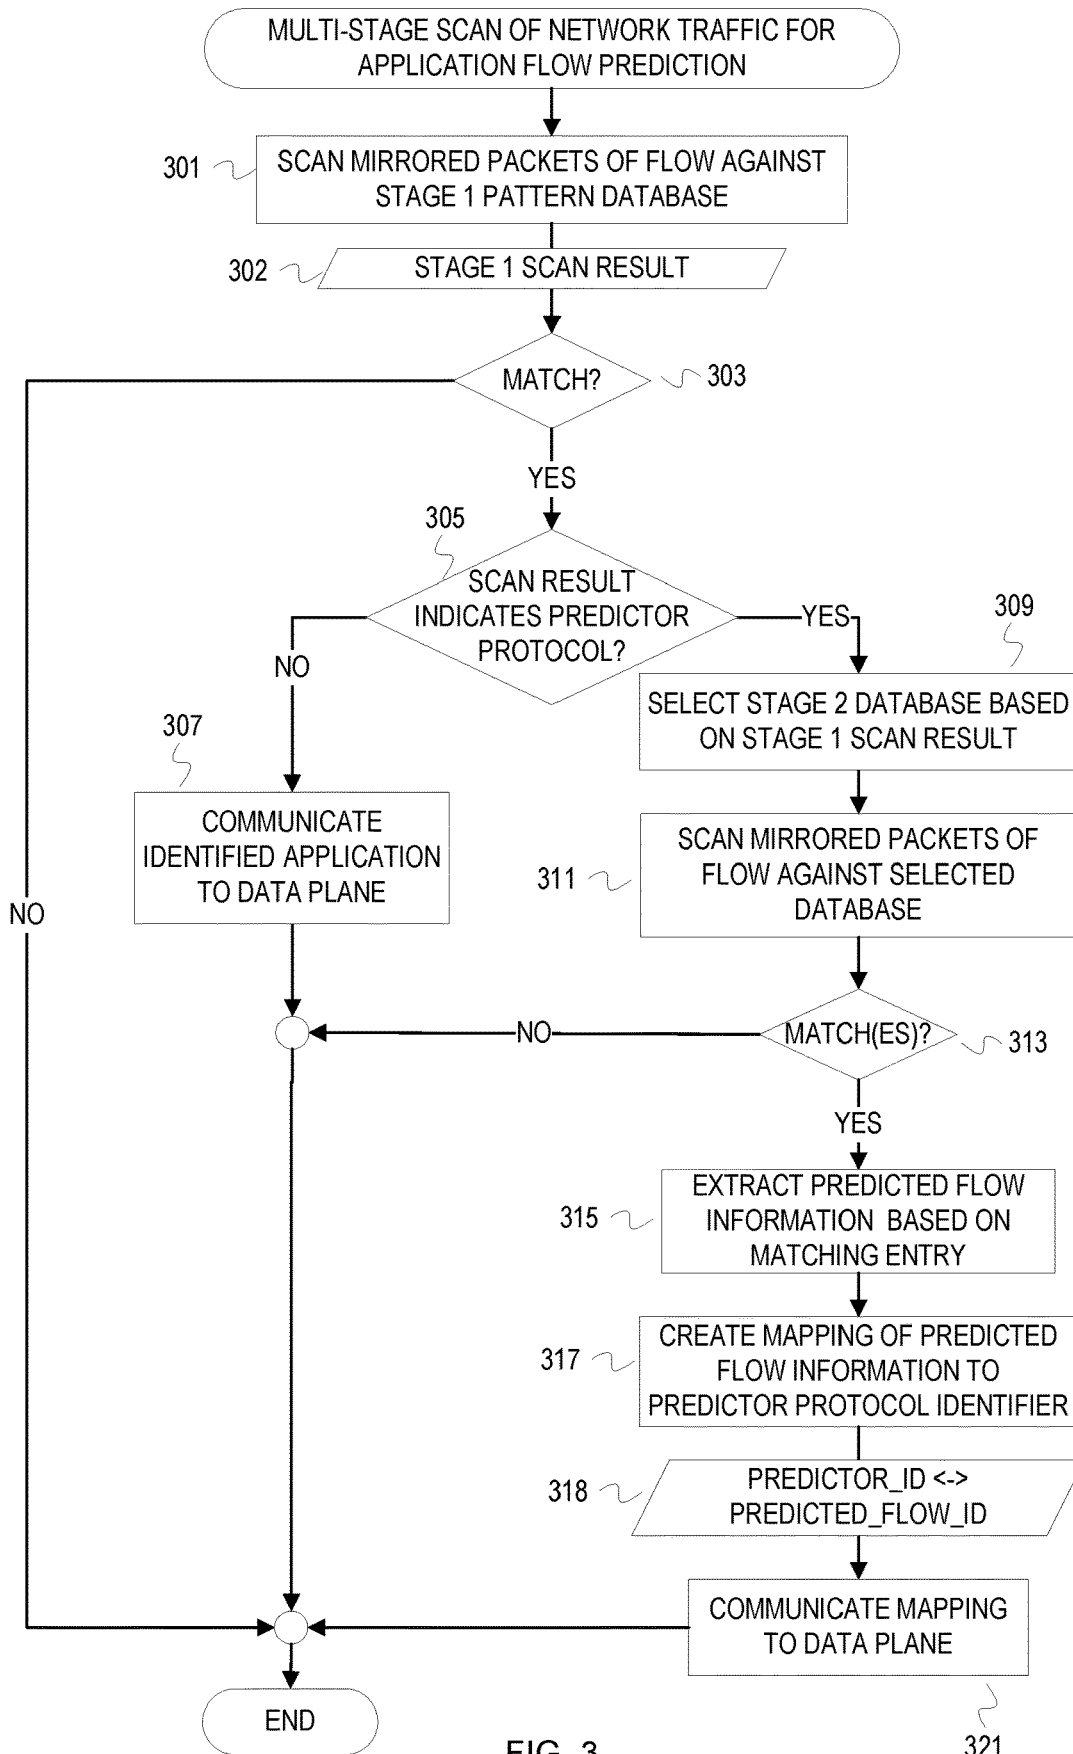 MULTI-STAGE SCAN OF NETWORK TRAFFIC FOR
APPLICATION FLOW PREDICTION
301
SCAN MIRRORED PACKETS OF FLOW AGAINST
STAGE 1 PATTERN DATABASE
302
STAGE 1 SCAN RESULT
MATCH?
303
YES
305
SCAN RESULT
INDICATES PREDICTOR
PROTOCOL?
YES
NO
309
SELECT STAGE 2 DATABASE BASED
ON STAGE 1 SCAN RESULT
307
COMMUNICATE
IDENTIFIED APPLICATION
TO DATA PLANE
311
SCAN MIRRORED PACKETS OF
FLOW AGAINST SELECTED
DATABASE
NO
NO
MATCH(ES)?
313
YES
315
EXTRACT PREDICTED FLOW
INFORMATION BASED ON
MATCHING ENTRY
317
CREATE MAPPING OF PREDICTED
FLOW INFORMATION TO
PREDICTOR PROTOCOL IDENTIFIER
318
PREDICTOR_ID <->
PREDICTED_FLOW_ID
COMMUNICATE MAPPING
TO DATA PLANE
321
END
FIG. 3